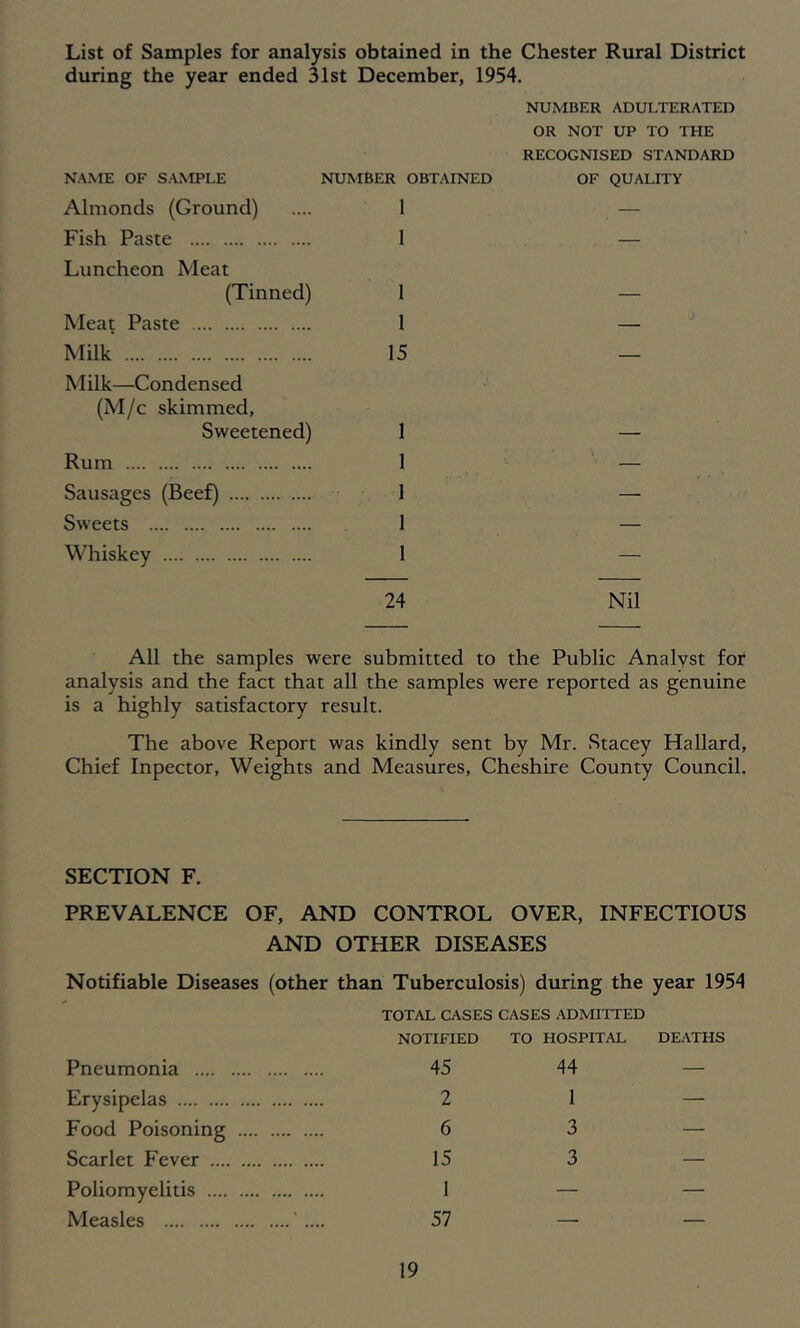 List of Samples for analysis obtained in the Chester Rural District
during the year ended 31st December, 1954.
NUMBER ADULTERATED
OR NOT UP TO THE
RECOGNISED STANDARD
NAME OF SAMPLE NUMBER OBTAINED OF QUALITY
Almonds (Ground) .... 1 —
Fish Paste .... .... .... .... 1 —
Luncheon Meat
(Tinned) 1 —
Meat Paste .... .... .... .... 1 —
Milk .... .... .... .... .... .... 15 —
Milk—Condensed
(M/c skimmed,
Sweetened) 1 —
Rum .... .... .... .... .... .... 1 —
Sausages (Beef) .... .... .... 1 —
Sweets .... .... .... .... .... 1 —
Whiskey .... .... .... .... .... 1 —
24 Nil
All the samples were submitted to the Public Analyst for
analysis and the fact that all the samples were reported as genuine
is a highly satisfactory result.
The above Report was kindly sent by Mr. Stacey Hallard,
Chief Inpector, Weights and Measures, Cheshire County Council.
SECTION F.
PREVALENCE OF, AND CONTROL OVER, INFECTIOUS
AND OTHER DISEASES
Notifiable Diseases (other than Tuberculosis) during the year 1954
TOTAL CASES CASES ADMITTED
NOTIFIED TO HOSPITAL DEATHS
Pneumonia .... .... .... .... 45 44 —
Erysipelas .... .... .... .... .... 2 1 —
Food Poisoning .... .... .... 6 3 —
Scarlet Fever .... .... .... .... 15 3 —
Poliomyelitis .... .... .... .... 1 — —
Measles .... .... .... .... .... 57 — —
19